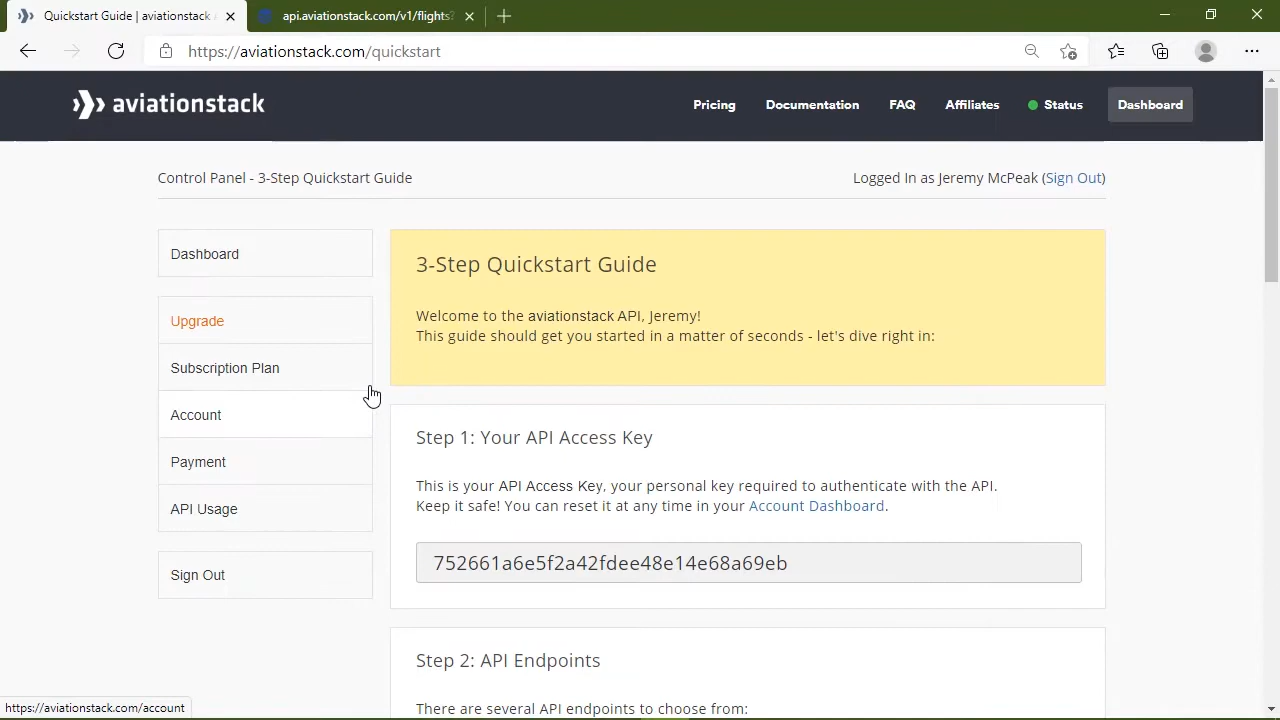 Quickstart Guide | aviationstack
api.aviationstack.com/v1/flights?
https://aviationstack.com/quickstart
aviationstack
Pricing
Documentation
FAQ
Affiliates
Status
Dashboard
Control Panel - 3-Step Quickstart Guide
Logged In as Jeremy McPeak (Sign Out)
Dashboard
Upgrade
Subscription Plan
Account
Payment
API Usage
Sign Out
3-Step Quickstart Guide
Welcome to the aviationstack API, Jeremy!
This guide should get you started in a matter of seconds - let's dive right in:
Step 1: Your API Access Key
This is your API Access Key, your personal key required to authenticate with the API.
Keep it safe! You can reset it at any time in your Account Dashboard.
752661a6e5f2a42fdee48e14e68a69eb
Step 2: API Endpoints
There are several API endpoints to choose from:
https://aviationstack.com/account